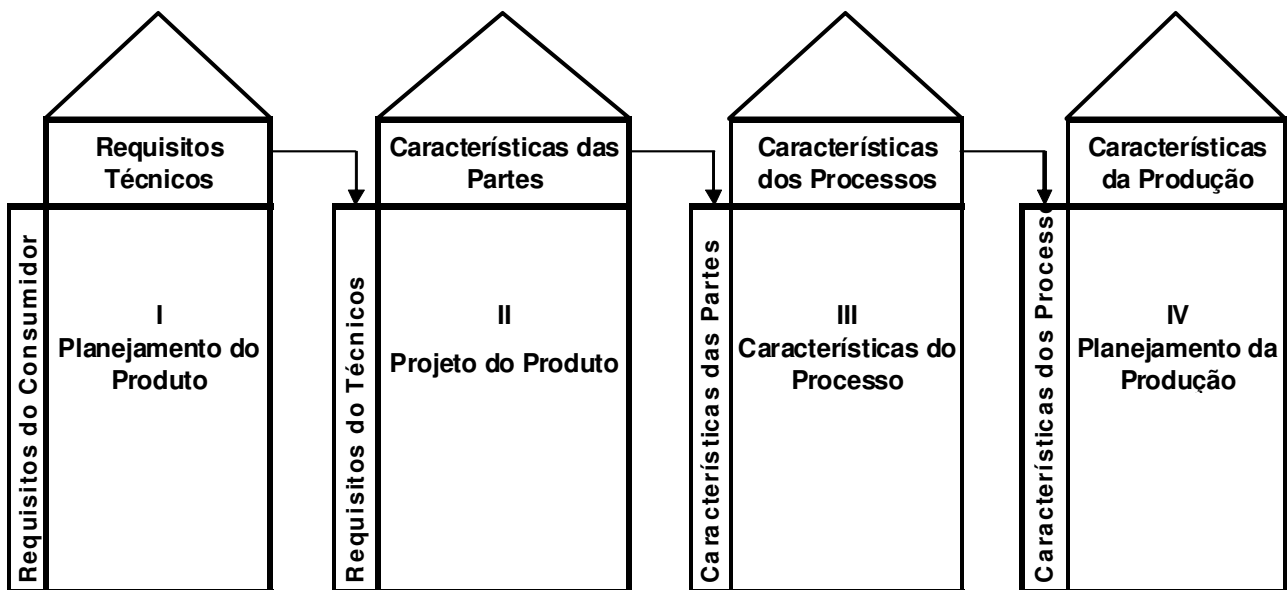 Requisitos
Técnicos
Requisitos do Consumidor
I
Planejamento do
Produto
Características das
Partes
Requisitos do Técnicos
II
Projeto do Produto
Características
dos Processos
Características das Partes
III
Características do
Processo
Características
da Produção
Características dos Processo
IV
Planejamento da
Produção